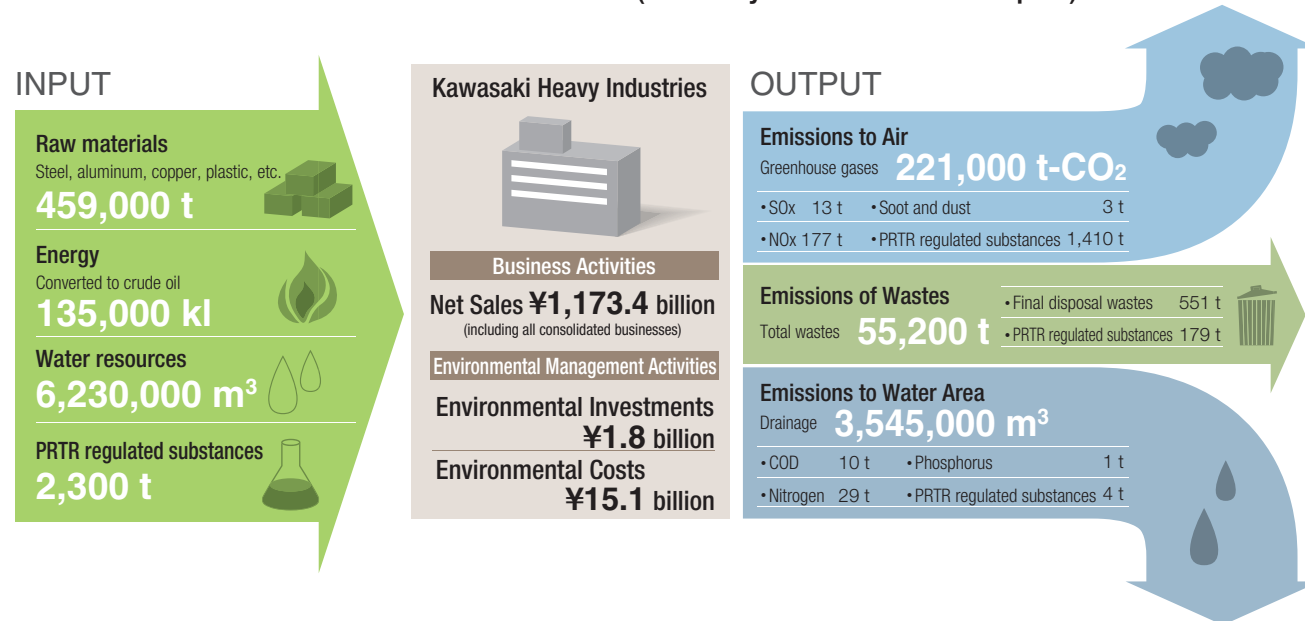 INPUT
Raw materials
Steel, aluminum, copper, plastic, etc.
459,000 t
Energy
Converted to crude oil
135,000 kl
Water resources
6,230,000 m³
PRTR regulated substances
2,300 t
Kawasaki Heavy Industries
Business Activities
Net Sales ¥1,173.4 billion
(including all consolidated businesses)
Environmental Management Activities
Environmental Investments
¥1.8 billion
Environmental Costs
¥15.1 billion
OUTPUT
Emissions to Air
Greenhouse gases 221,000 t-CO₂
•SOx 13 t •Soot and dust 3 t
•NOx 177 t •PRTR regulated substances 1,410 t
Emissions of Wastes
Total wastes 55,200 t
•Final disposal wastes 551 t
•PRTR regulated substances 179 t
Emissions to Water Area
Drainage 3,545,000 m³
•COD 10 t •Phosphorus 1 t
•Nitrogen 29 t •PRTR regulated substances 4 t